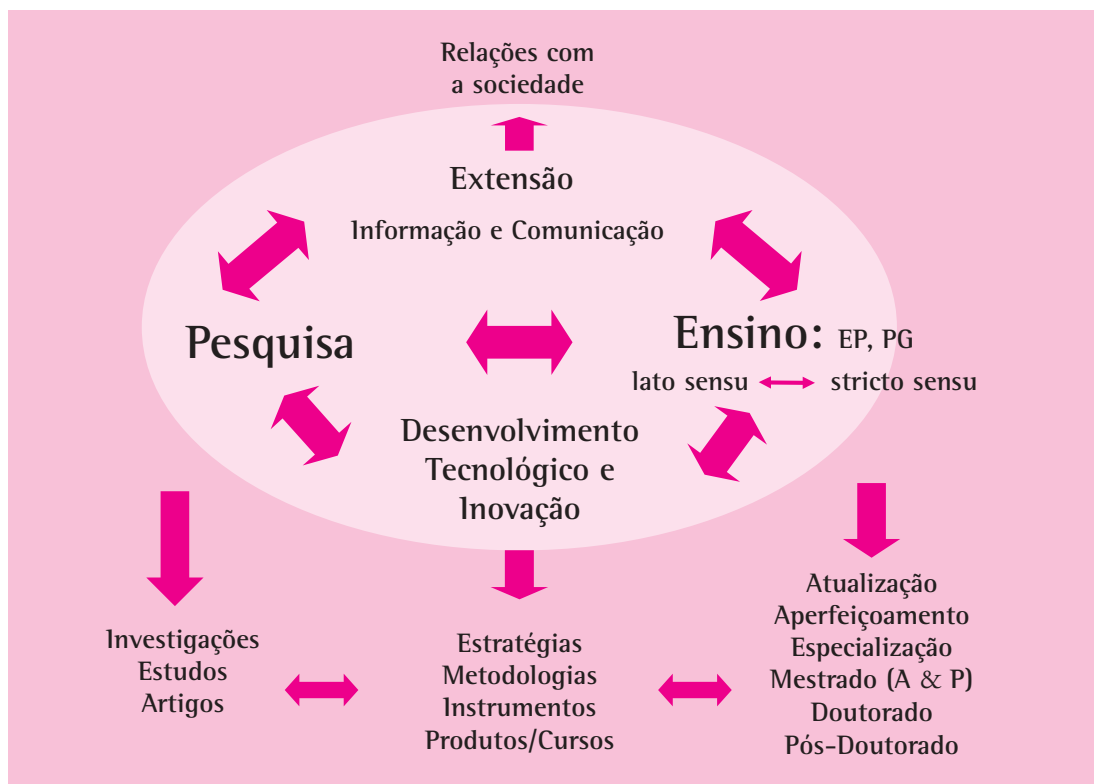 Relações com
a sociedade
Extensão
Informação e Comunicação
Pesquisa
Ensino: EP, PG
lato sensu stricto sensu
Desenvolvimento
Tecnológico e
Inovação
Investigações
Estudos
Artigos
Estratégias
Metodologias
Instrumentos
Produtos/Cursos
Atualização
Aperfeiçoamento
Especialização
Mestrado (A & P)
Doutorado
Pós-Doutorado